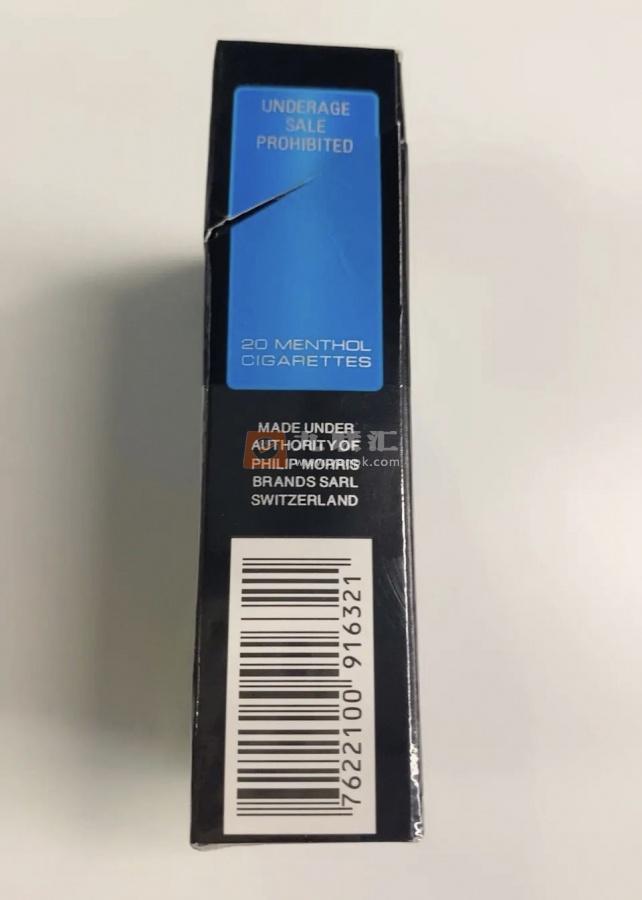 UNDERAGE
SALE
PROHIBITED
20 MENTHOL
CIGARETTES
MADE UNDER
AUTHORITY OF
PHILIP MORRIS
BRANDS SARL
SWITZERLAND
7622100 916321